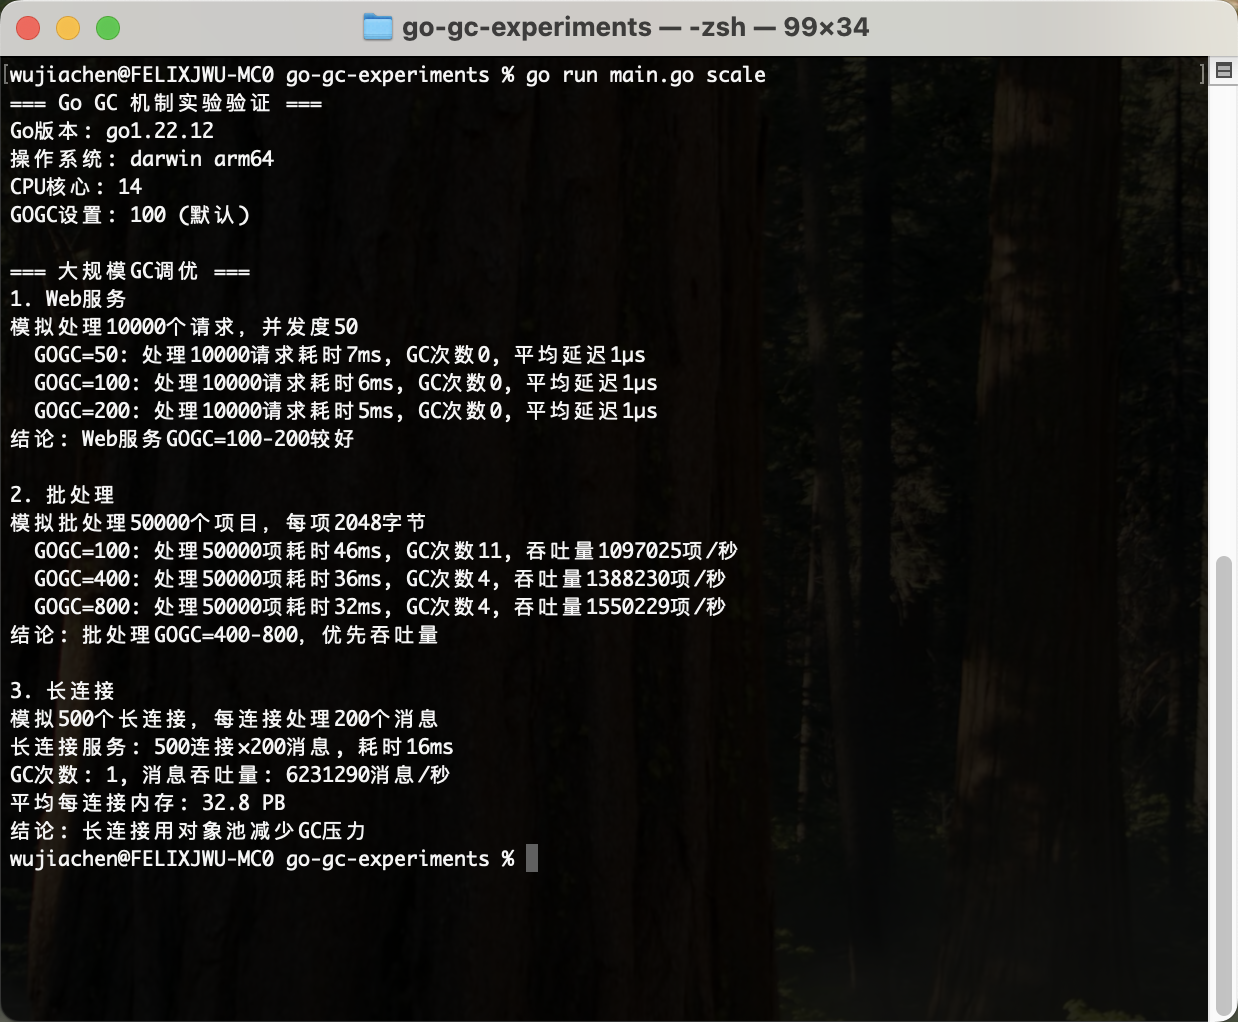 go-gc-experiments — -zsh — 99×34
[wujiachen@FELIXJWU-MC0 go-gc-experiments % go run main.go scale ]
=== Go GC 机制实验验证 ===
Go版本: go1.22.12
操作系统: darwin arm64
CPU核心: 14
GOGC设置: 100 (默认)
=== 大规模GC调优 ===
1. Web服务
模拟处理10000个请求, 并发度50
GOGC=50: 处理10000请求耗时7ms, GC次数0, 平均延迟1µs
GOGC=100: 处理10000请求耗时6ms, GC次数0, 平均延迟1µs
GOGC=200: 处理10000请求耗时5ms, GC次数0, 平均延迟1µs
结论: Web服务GOGC=100-200较好
2. 批处理
模拟批处理50000个项目, 每项2048字节
GOGC=100: 处理50000项耗时46ms, GC次数11, 吞吐量1097025项/秒
GOGC=400: 处理50000项耗时36ms, GC次数4, 吞吐量1388230项/秒
GOGC=800: 处理50000项耗时32ms, GC次数4, 吞吐量1550229项/秒
结论: 批处理GOGC=400-800, 优先吞吐量
3. 长连接
模拟500个长连接, 每连接处理200个消息
长连接服务: 500连接×200消息, 耗时16ms
GC次数: 1, 消息吞吐量: 6231290消息/秒
平均每连接内存: 32.8 PB
结论: 长连接用对象池减少GC压力
wujiachen@FELIXJWU-MC0 go-gc-experiments %